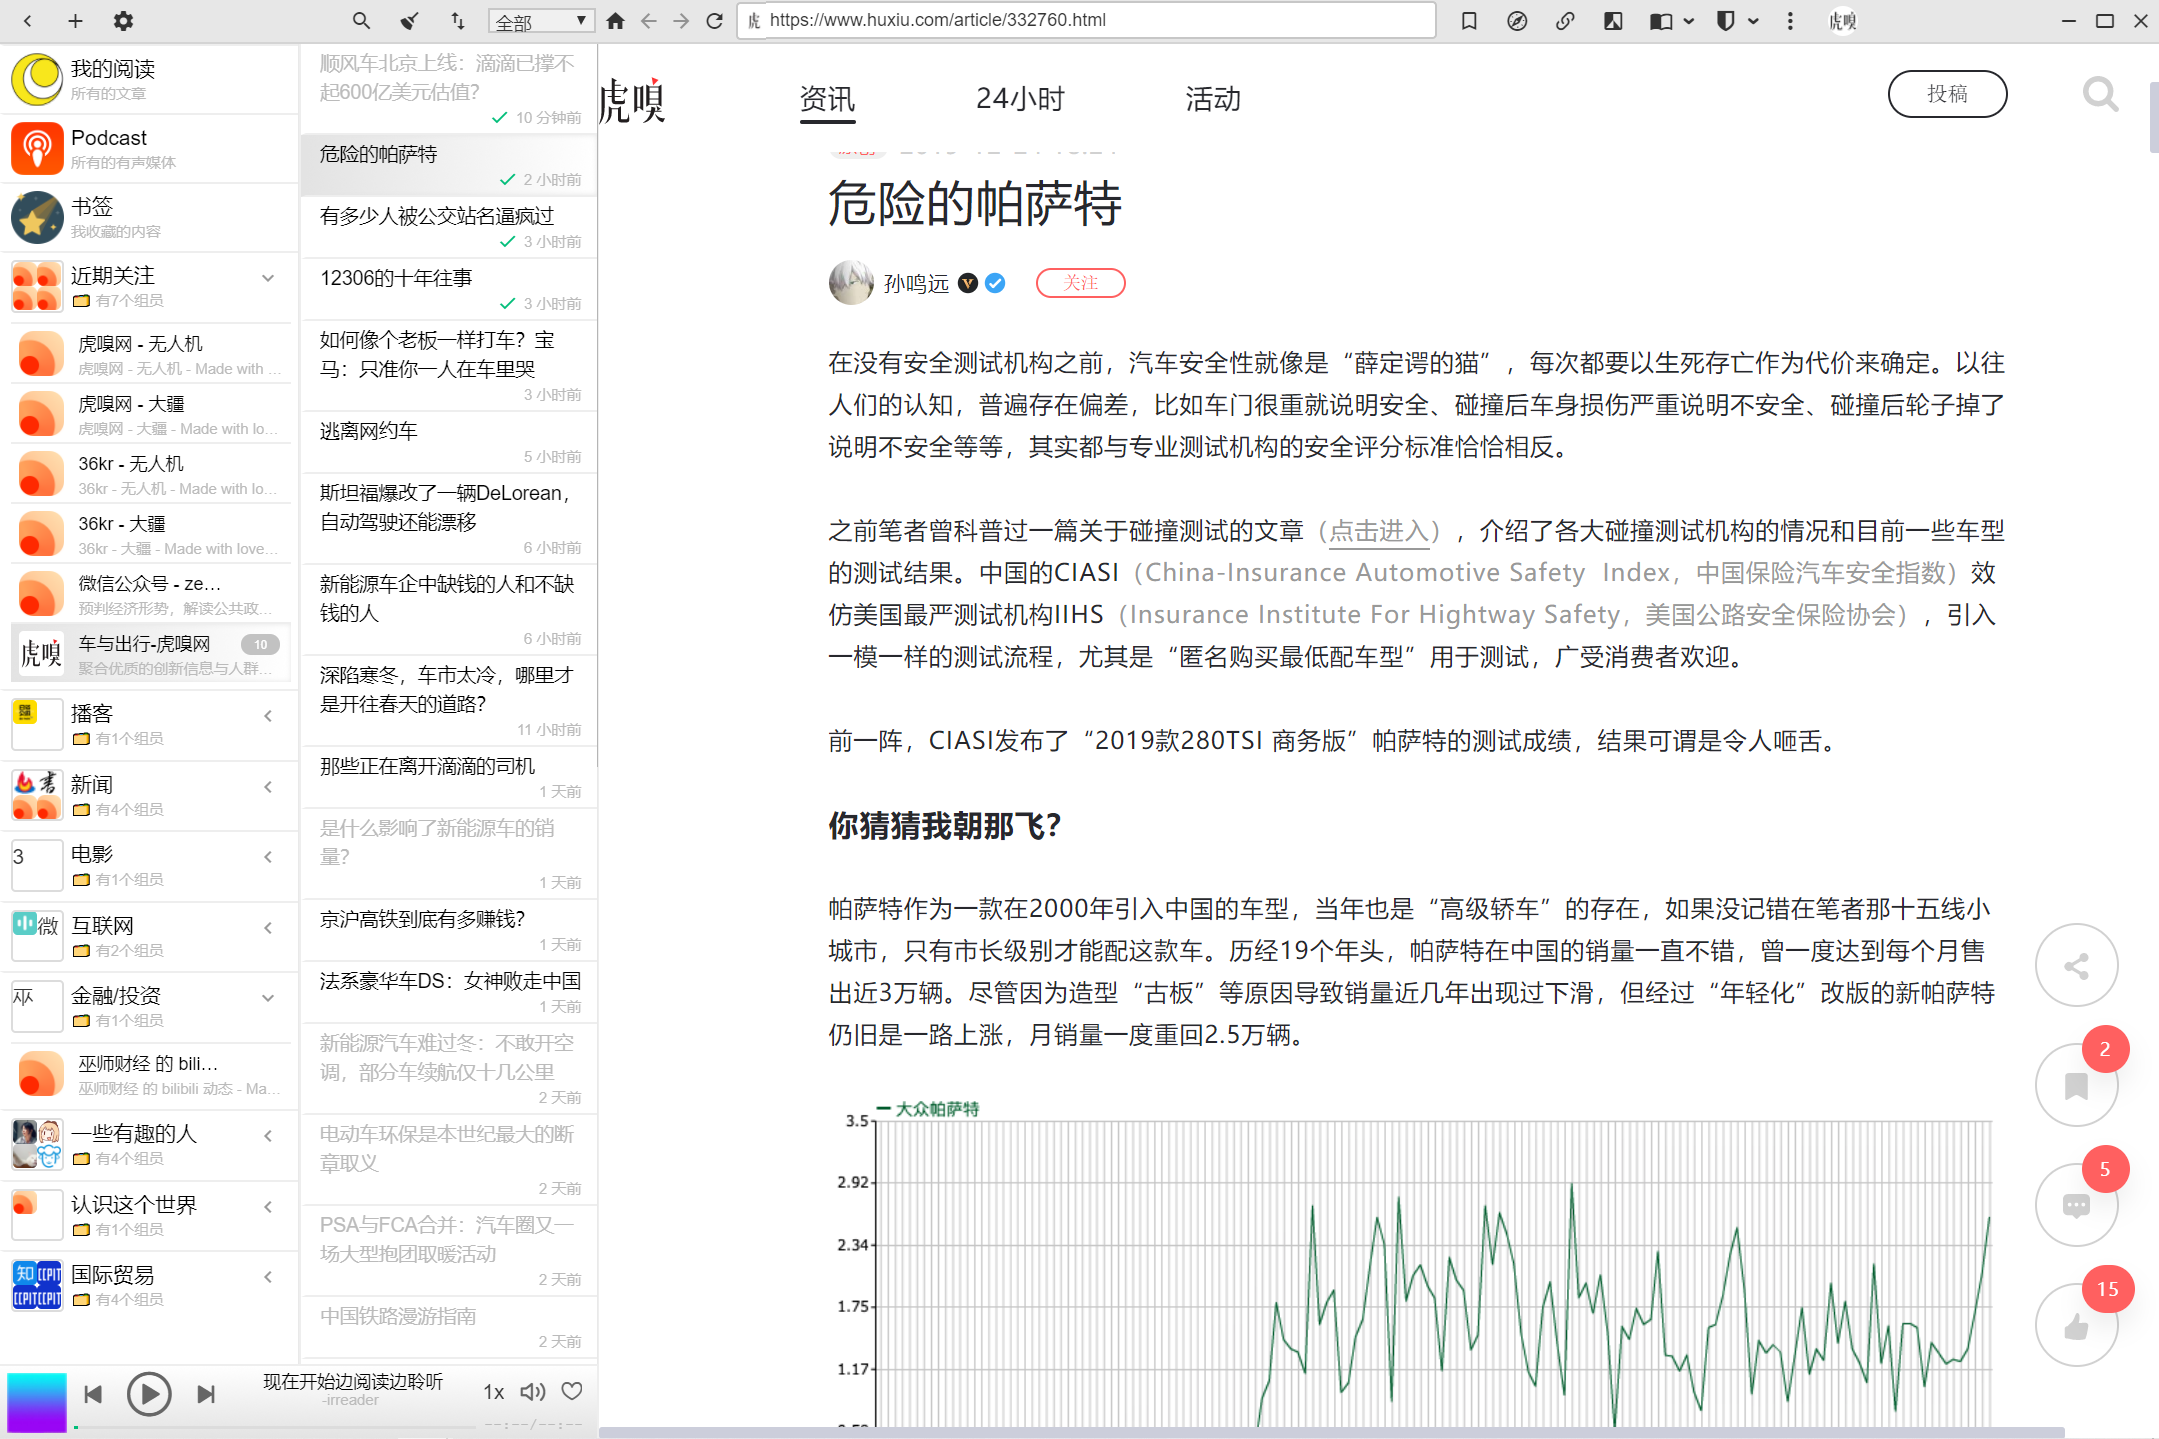 全部
虎
https://www.huxiu.com/article/332760.html
虎嗅
我的阅读
所有的文章
Podcast
所有的有声媒体
书签
我收藏的内容
近期关注
有7个组员
虎嗅网 - 无人机
虎嗅网 - 无人机 - Made with ...
虎嗅网 - 大疆
虎嗅网 - 大疆 - Made with lo...
36kr - 无人机
36kr - 无人机 - Made with lo...
36kr - 大疆
36kr - 大疆 - Made with love...
微信公众号 - ze...
预判经济形势，解读公共政...
虎嗅
车与出行-虎嗅网
10
聚合优质的创新信息与人群...
播客
有1个组员
书
新闻
有4个组员
3
电影
有1个组员
微
互联网
有2个组员
巫
金融/投资
有1个组员
巫师财经 的 bili...
巫师财经 的 bilibili 动态 - Ma...
一些有趣的人
有4个组员
认识这个世界
有1个组员
知 CCPIT
CCPIT CCPIT
国际贸易
有4个组员
现在开始边阅读边聆听
-irreader
1x
--:--/--:--
顺风车北京上线：滴滴已撑不
起600亿美元估值？
10 分钟前
危险的帕萨特
2 小时前
有多少人被公交站名逼疯过
3 小时前
12306的十年往事
3 小时前
如何像个老板一样打车？宝
马：只准你一人在车里哭
3 小时前
逃离网约车
5 小时前
斯坦福爆改了一辆DeLorean，
自动驾驶还能漂移
6 小时前
新能源车企中缺钱的人和不缺
钱的人
6 小时前
深陷寒冬，车市太冷，哪里才
是开往春天的道路？
11 小时前
那些正在离开滴滴的司机
1 天前
是什么影响了新能源车的销
量？
1 天前
京沪高铁到底有多赚钱？
1 天前
法系豪华车DS：女神败走中国
1 天前
新能源汽车难过冬：不敢开空
调，部分车续航仅十几公里
2 天前
电动车环保是本世纪最大的断
章取义
2 天前
PSA与FCA合并：汽车圈又一
场大型抱团取暖活动
2 天前
中国铁路漫游指南
2 天前
虎嗅
资讯
24小时
活动
投稿
危险的帕萨特
孙鸣远
V
关注
在没有安全测试机构之前，汽车安全性就像是“薛定谔的猫”，每次都要以生死存亡作为代价来确定。以往
人们的认知，普遍存在偏差，比如车门很重就说明安全、碰撞后车身损伤严重说明不安全、碰撞后轮子掉了
说明不安全等等，其实都与专业测试机构的安全评分标准恰恰相反。
之前笔者曾科普过一篇关于碰撞测试的文章（点击进入），介绍了各大碰撞测试机构的情况和目前一些车型
的测试结果。中国的CIASI（China-Insurance Automotive Safety  Index，中国保险汽车安全指数）效
仿美国最严测试机构IIHS（Insurance Institute For Hightway Safety，美国公路安全保险协会），引入
一模一样的测试流程，尤其是“匿名购买最低配车型”用于测试，广受消费者欢迎。
前一阵，CIASI发布了“2019款280TSI 商务版”帕萨特的测试成绩，结果可谓是令人咂舌。
你猜猜我朝那飞？
帕萨特作为一款在2000年引入中国的车型，当年也是“高级轿车”的存在，如果没记错在笔者那十五线小
城市，只有市长级别才能配这款车。历经19个年头，帕萨特在中国的销量一直不错，曾一度达到每个月售
出近3万辆。尽管因为造型“古板”等原因导致销量近几年出现过下滑，但经过“年轻化”改版的新帕萨特
仍旧是一路上涨，月销量一度重回2.5万辆。
大众帕萨特
3.5
2.92
2.34
1.75
1.17
2
5
15